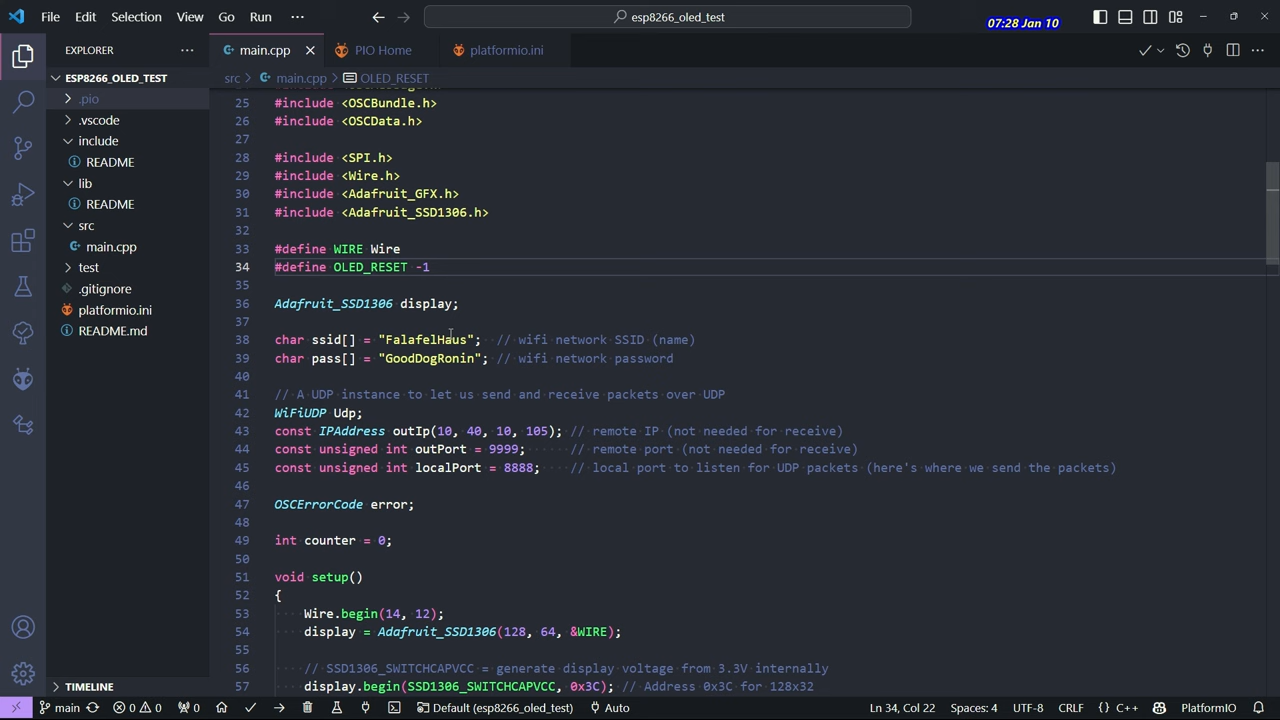 File Edit Selection View Go Run ···
esp8266_oled_test
07:28 Jan 10
EXPLORER
main.cpp
PIO Home
platformio.ini
ESP8266_OLED_TEST
src > main.cpp > OLED_RESET
.pio
.vscode
include
README
lib
README
src
main.cpp
test
.gitignore
platformio.ini
README.md
TIMELINE
25 #include <OSCBundle.h>
26 #include <OSCData.h>
27
28 #include <SPI.h>
29 #include <Wire.h>
30 #include <Adafruit_GFX.h>
31 #include <Adafruit_SSD1306.h>
32
33 #define WIRE Wire
34 #define OLED_RESET -1
35
36 Adafruit_SSD1306 display;
37
38 char ssid[] = "FalafelHaus"; // wifi network SSID (name)
39 char pass[] = "GoodDogRonin"; // wifi network password
40
41 // A UDP instance to let us send and receive packets over UDP
42 WiFiUDP Udp;
43 const IPAddress outIp(10, 40, 10, 105); // remote IP (not needed for receive)
44 const unsigned int outPort = 9999; // remote port (not needed for receive)
45 const unsigned int localPort = 8888; // local port to listen for UDP packets (here's where we send the packets)
46
47 OSCErrorCode error;
48
49 int counter = 0;
50
51 void setup()
52 {
53 Wire.begin(14, 12);
54 display = Adafruit_SSD1306(128, 64, &WIRE);
55
56 // SSD1306_SWITCHCAPVCC = generate display voltage from 3.3V internally
57 display.begin(SSD1306_SWITCHCAPVCC, 0x3C); // Address 0x3C for 128x32
main 0 0 0 Default (esp8266_oled_test) Auto Ln 34, Col 22 Spaces: 4 UTF-8 CRLF {} C++ PlatformIO